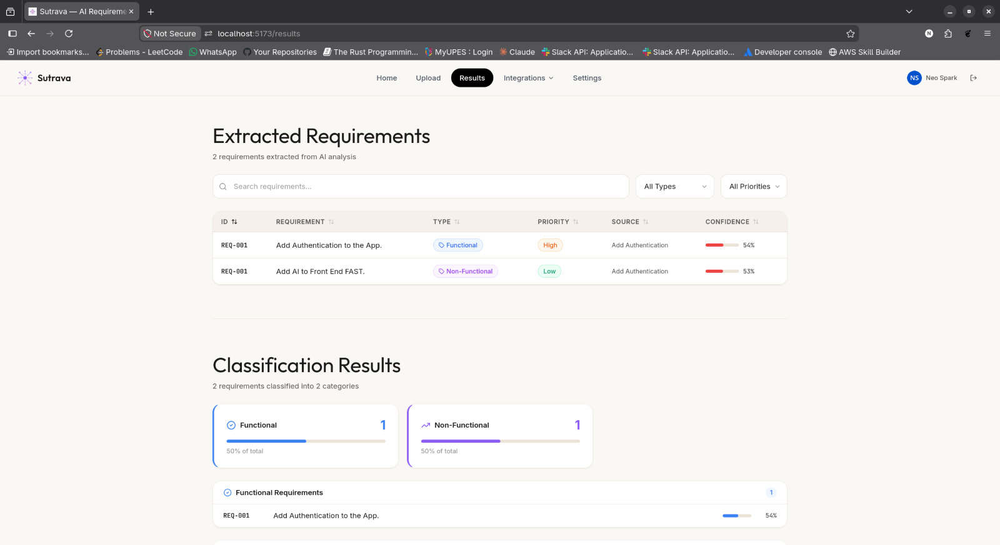 Sutrava — AI Requireme
Not Secure localhost:5173/results
N
Import bookmarks... Problems - LeetCode WhatsApp Your Repositories The Rust Programmin... MyUPES : Login Claude Slack API: Applicatio... Slack API: Applicatio... Developer console AWS Skill Builder
Sutrava Home Upload Results Integrations Settings NS Neo Spark
Extracted Requirements
2 requirements extracted from AI analysis
Search requirements... All Types All Priorities
ID REQUIREMENT TYPE PRIORITY SOURCE CONFIDENCE
REQ-001 Add Authentication to the App. Functional High Add Authentication 54%
REQ-001 Add AI to Front End FAST. Non-Functional Low Add Authentication 53%
Classification Results
2 requirements classified into 2 categories
Functional 1 Non-Functional 1
50% of total 50% of total
Functional Requirements 1
REQ-001 Add Authentication to the App. 54%